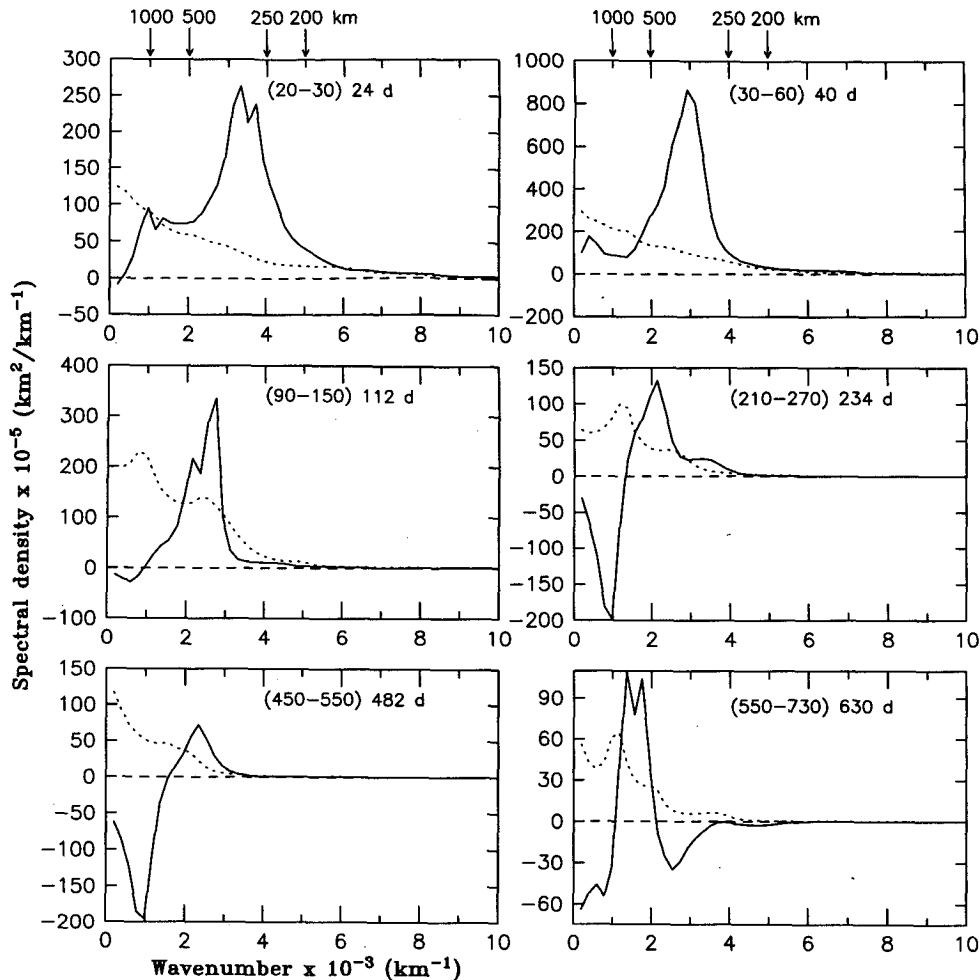 1000 500 250 200 km
1000 500 250 200 km
300
250
200
150
100
50
0
−50
(20−30) 24 d
0 2 4 6 8 10
1000
800
600
400
200
0
−200
(30−60) 40 d
0 2 4 6 8 10
400
300
200
100
0
−100
(90−150) 112 d
0 2 4 6 8 10
150
100
50
0
−50
−100
−150
−200
(210−270) 234 d
0 2 4 6 8 10
150
100
50
0
−50
−100
−150
−200
(450−550) 482 d
0 2 4 6 8 10
90
60
30
0
−30
−60
(550−730) 630 d
0 2 4 6 8 10
Spectral density x 10⁻⁵ (km²/km⁻¹)
Wavenumber x 10⁻³ (km⁻¹)